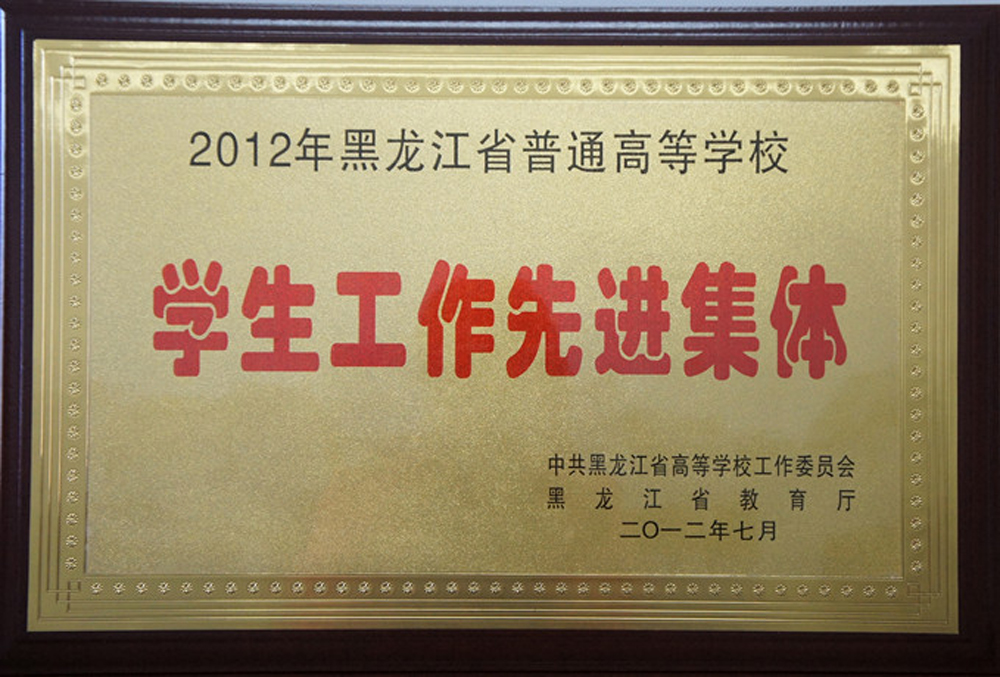 2012年黑龙江省普通高等学校
学生工作先进集体
中共黑龙江省高等学校工作委员会
黑龙江省教育厅
二〇一二年七月